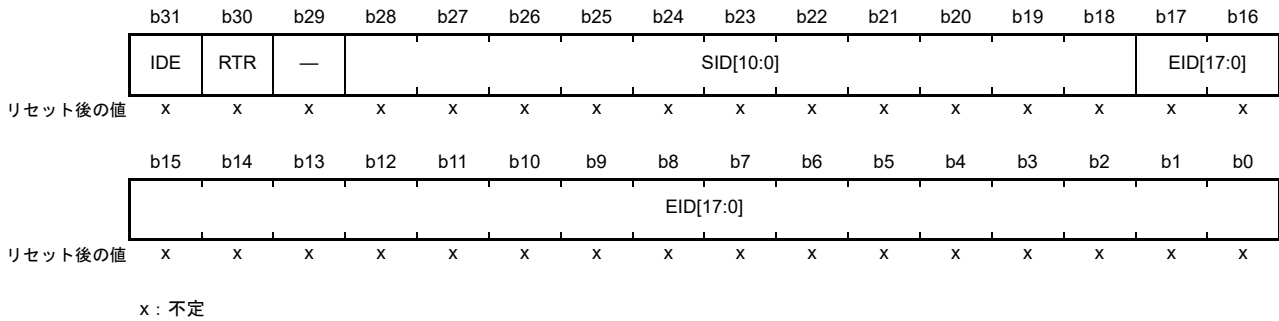 b31 b30 b29 b28 b27 b26 b25 b24 b23 b22 b21 b20 b19 b18 b17 b16
IDE RTR — SID[10:0] EID[17:0]
リセット後の値 x x x x x x x x x x x x x x x x
b15 b14 b13 b12 b11 b10 b9 b8 b7 b6 b5 b4 b3 b2 b1 b0
EID[17:0]
リセット後の値 x x x x x x x x x x x x x x x x
x：不定